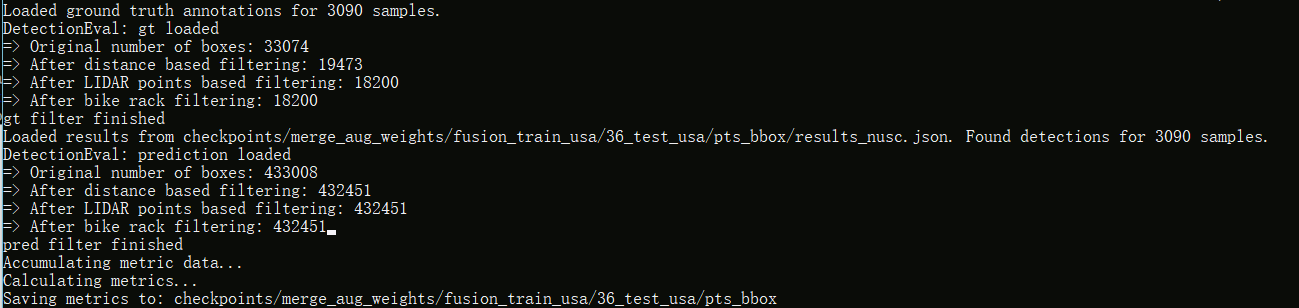 Loaded ground truth annotations for 3090 samples.
DetectionEval: gt loaded
=> Original number of boxes: 33074
=> After distance based filtering: 19473
=> After LIDAR points based filtering: 18200
=> After bike rack filtering: 18200
gt filter finished
Loaded results from checkpoints/merge_aug_weights/fusion_train_usa/36_test_usa/pts_bbox/results_nusc.json. Found detections for 3090 samples.
DetectionEval: prediction loaded
=> Original number of boxes: 433008
=> After distance based filtering: 432451
=> After LIDAR points based filtering: 432451
=> After bike rack filtering: 432451
pred filter finished
Accumulating metric data...
Calculating metrics...
Saving metrics to: checkpoints/merge_aug_weights/fusion_train_usa/36_test_usa/pts_bbox